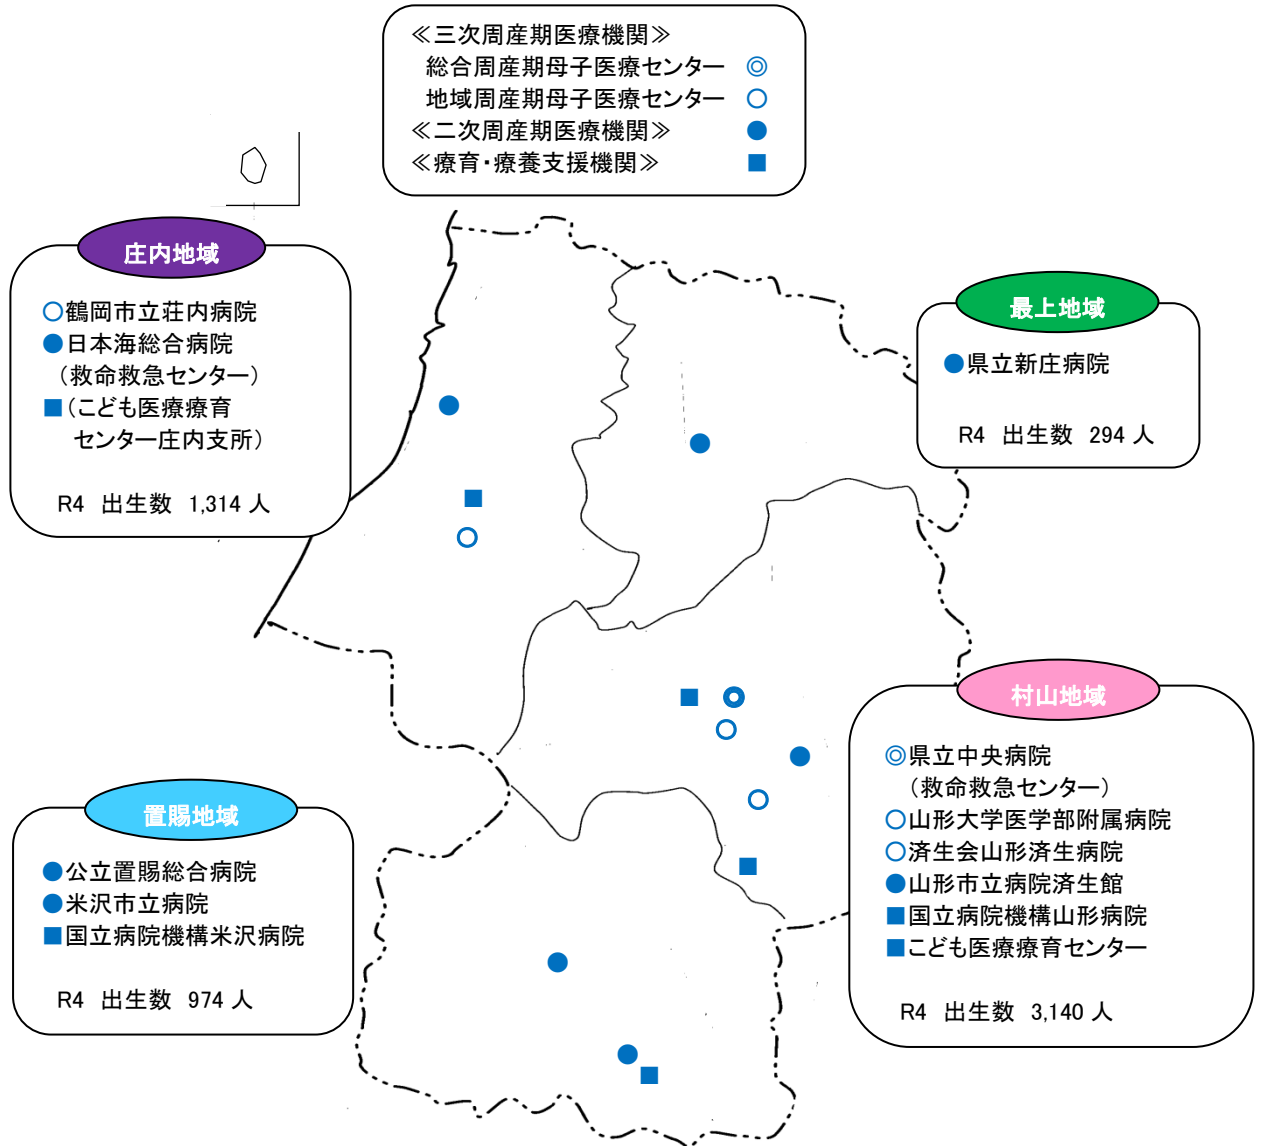 ≪三次周産期医療機関≫
総合周産期母子医療センター ◎
地域周産期母子医療センター ○
≪二次周産期医療機関≫ ●
≪療育・療養支援機関≫ ■
庄内地域
○鶴岡市立荘内病院
●日本海総合病院
(救命救急センター)
■(こども医療療育
センター庄内支所)
R4 出生数 1,314 人
最上地域
●県立新庄病院
R4 出生数 294 人
村山地域
◎県立中央病院
(救命救急センター)
○山形大学医学部附属病院
○済生会山形済生病院
●山形市立病院済生館
■国立病院機構山形病院
■こども医療療育センター
R4 出生数 3,140 人
置賜地域
●公立置賜総合病院
●米沢市立病院
■国立病院機構米沢病院
R4 出生数 974 人